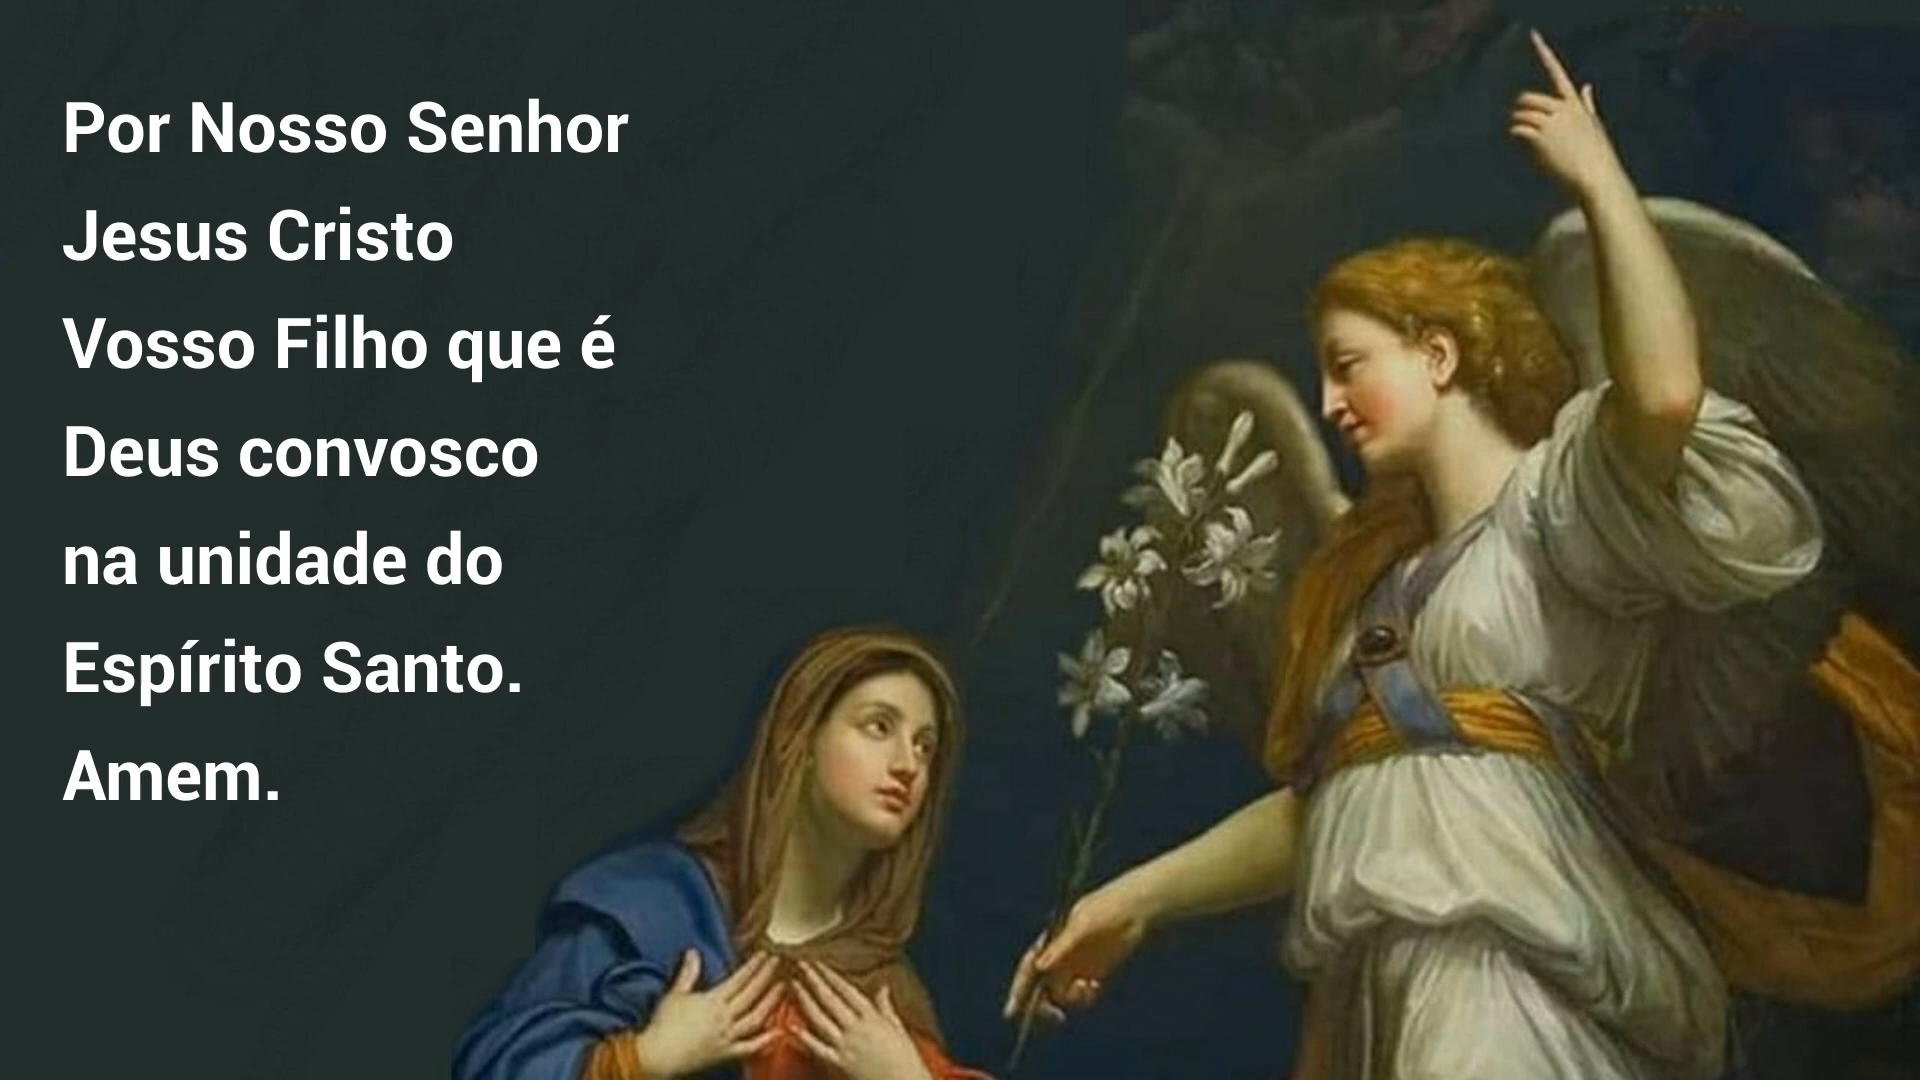 Por Nosso Senhor
Jesus Cristo
Vosso Filho que é
Deus convosco
na unidade do
Espírito Santo.
Amem.